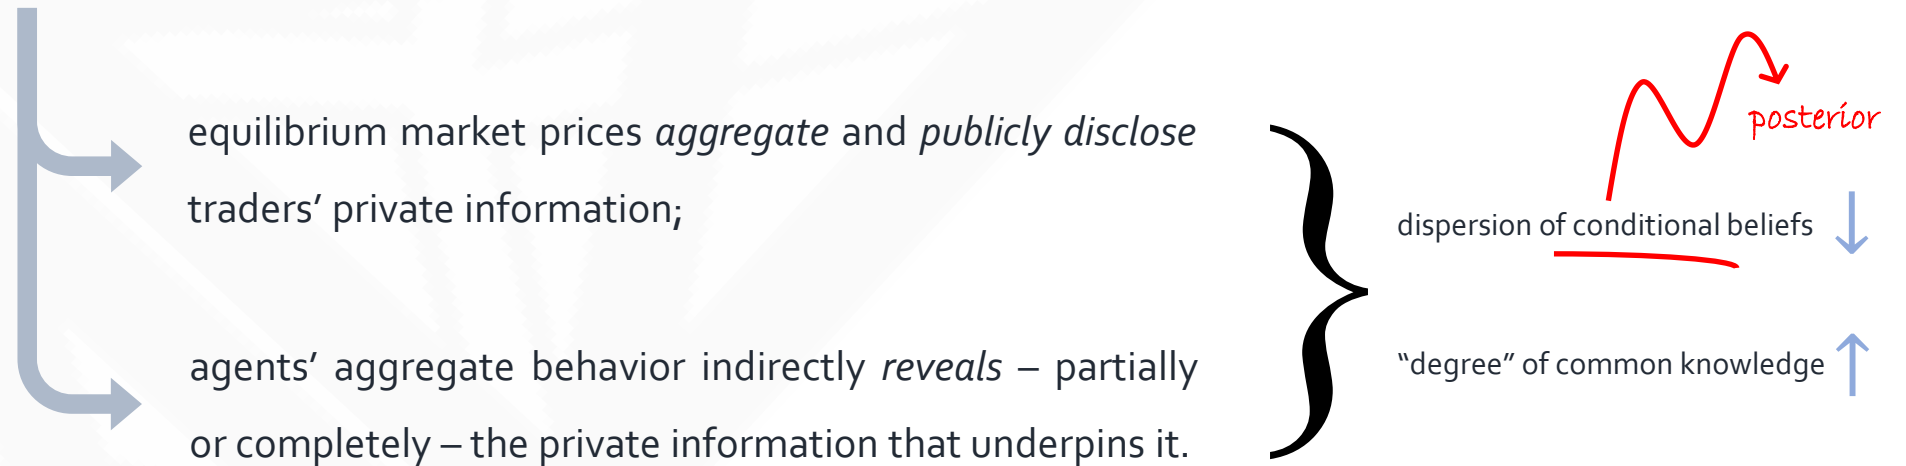 equilibrium market prices aggregate and publicly disclose
traders’ private information;
agents’ aggregate behavior indirectly reveals – partially
or completely – the private information that underpins it.
posterior
dispersion of conditional beliefs
“degree” of common knowledge